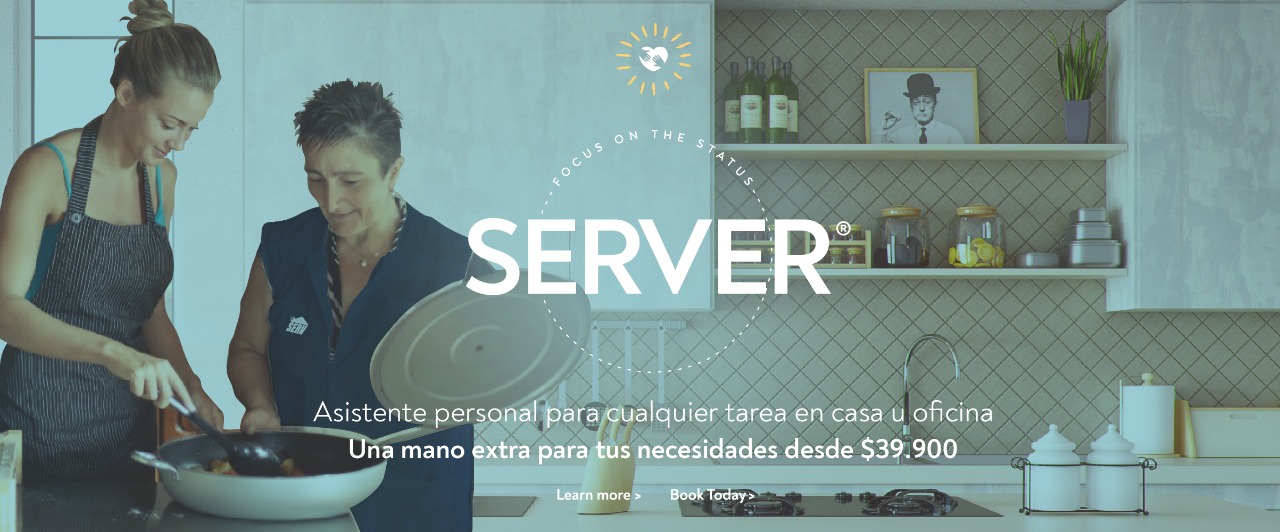 FOCUS ON THE STATUS
SERVER®
SERV
Asistente personal para cualquier tarea en casa u oficina
Una mano extra para tus necesidades desde $39.900
Learn more >
Book Today>